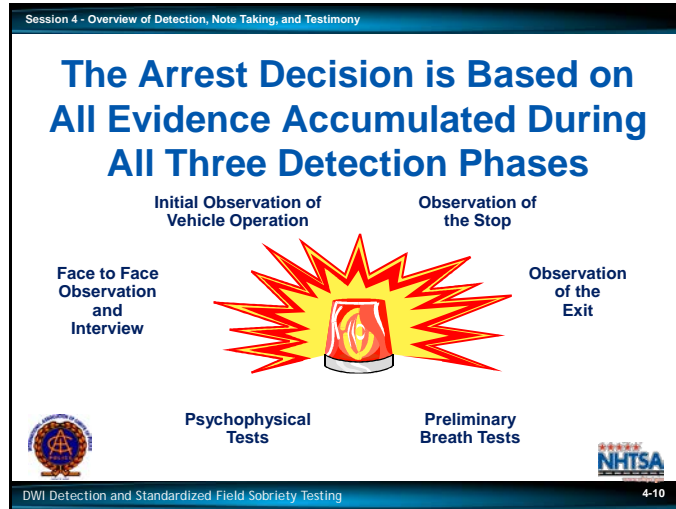 Session 4 - Overview of Detection, Note Taking, and Testimony
The Arrest Decision is Based on
All Evidence Accumulated During
All Three Detection Phases
Initial Observation of
Vehicle Operation
Observation of
the Stop
Face to Face
Observation
and
Interview
Observation
of the
Exit
Psychophysical
Tests
Preliminary
Breath Tests
NHTSA
DWI Detection and Standardized Field Sobriety Testing
4-10